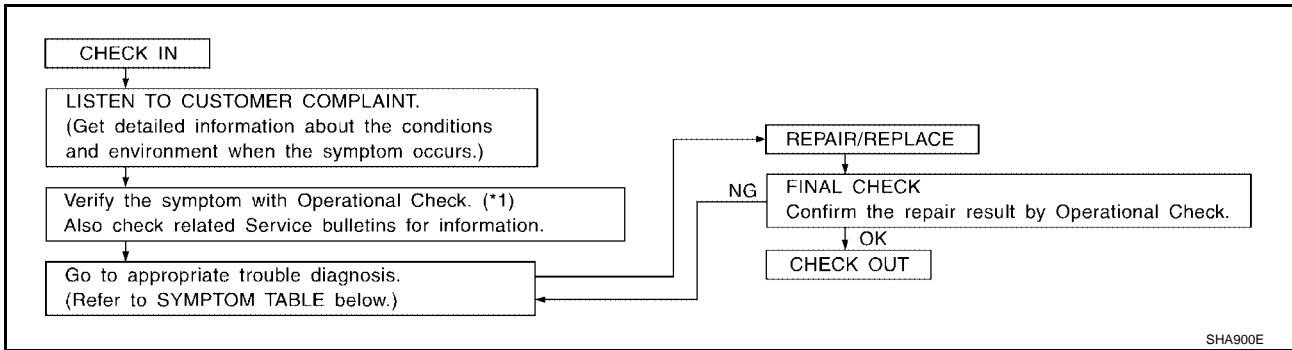 CHECK IN
LISTEN TO CUSTOMER COMPLAINT.
(Get detailed information about the conditions
and environment when the symptom occurs.)
Verify the symptom with Operational Check. (*1)
Also check related Service bulletins for information.
Go to appropriate trouble diagnosis.
(Refer to SYMPTOM TABLE below.)
REPAIR/REPLACE
NG
FINAL CHECK
Confirm the repair result by Operational Check.
OK
CHECK OUT
SHA900E